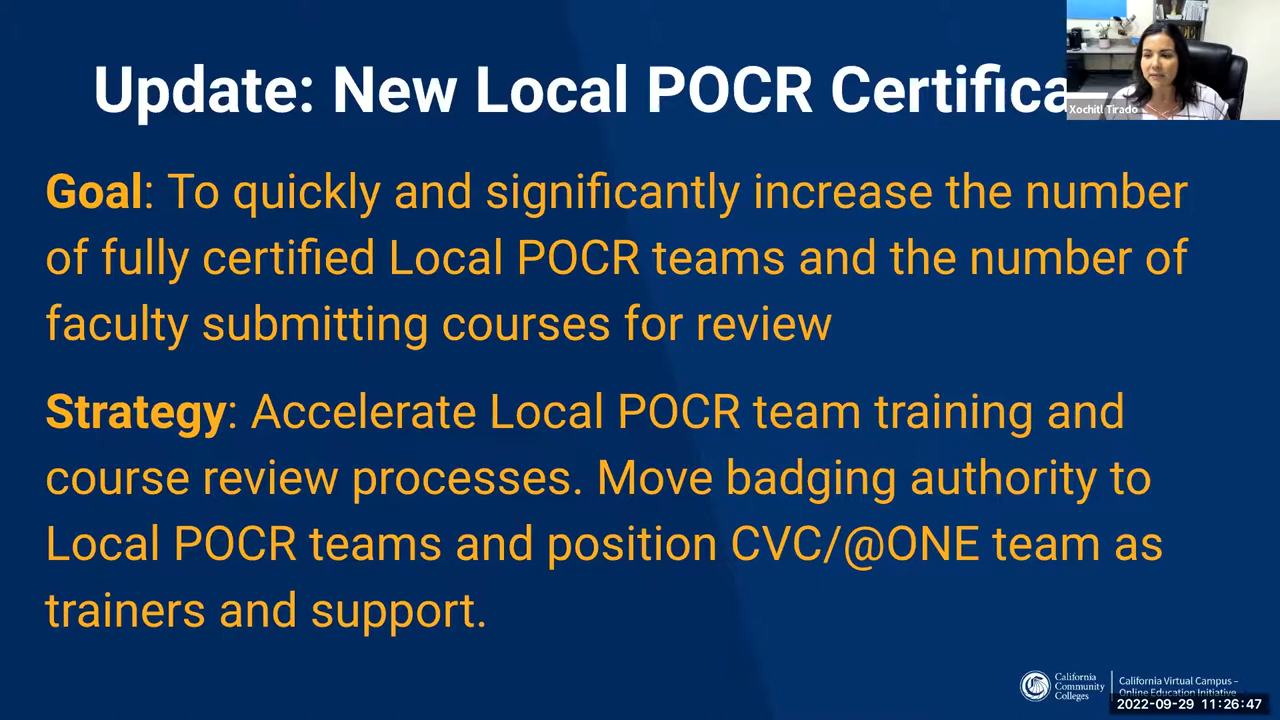 Update: New Local POCR Certifica
Xochitl Tirado
Goal: To quickly and significantly increase the number
of fully certified Local POCR teams and the number of
faculty submitting courses for review
Strategy: Accelerate Local POCR team training and
course review processes. Move badging authority to
Local POCR teams and position CVC/@ONE team as
trainers and support.
California
Community
Colleges
California Virtual Campus –
Online Education Initiative
2022-09-29 11:26:47